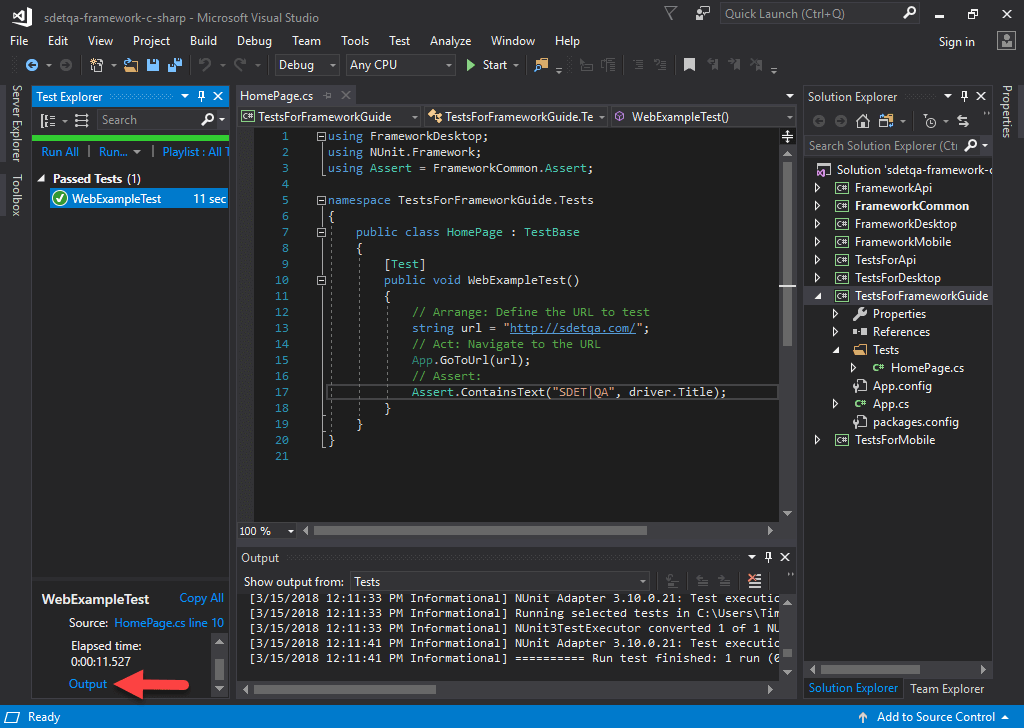 sdetqa-framework-c-sharp - Microsoft Visual Studio
Quick Launch (Ctrl+Q)
File Edit View Project Build Debug Team Tools Test Analyze Window Help
Sign in
Debug Any CPU Start
Server Explorer
Toolbox
Test Explorer
Search
Run All | Run... | Playlist : All T
Passed Tests (1)
WebExampleTest 11 sec
WebExampleTest Copy All
Source: HomePage.cs line 10
Elapsed time:
0:00:11.527
Output
HomePage.cs
TestsForFrameworkGuide TestsForFrameworkGuide.Te WebExampleTest()
1 using FrameworkDesktop;
2 using NUnit.Framework;
3 using Assert = FrameworkCommon.Assert;
4
5 namespace TestsForFrameworkGuide.Tests
6 {
7 public class HomePage : TestBase
8 {
9 [Test]
10 public void WebExampleTest()
11 {
12 // Arrange: Define the URL to test
13 string url = "http://sdetqa.com/";
14 // Act: Navigate to the URL
15 App.GoToUrl(url);
16 // Assert:
17 Assert.ContainsText("SDET|QA", driver.Title);
18 }
19 }
20 }
21
100 %
Output
Show output from: Tests
[3/15/2018 12:11:33 PM Informational] NUnit Adapter 3.10.0.21: Test executio
[3/15/2018 12:11:33 PM Informational] Running selected tests in C:\Users\Tim
[3/15/2018 12:11:33 PM Informational] NUnit3TestExecutor converted 1 of 1 NU
[3/15/2018 12:11:41 PM Informational] NUnit Adapter 3.10.0.21: Test executio
[3/15/2018 12:11:41 PM Informational] ========== Run test finished: 1 run (0
Solution Explorer
Search Solution Explorer (Ctr
Solution 'sdetqa-framework-c
FrameworkApi
FrameworkCommon
FrameworkDesktop
FrameworkMobile
TestsForApi
TestsForDesktop
TestsForFrameworkGuide
Properties
References
Tests
C# HomePage.cs
App.config
C# App.cs
packages.config
TestsForMobile
Solution Explorer Team Explorer
Properties
Ready
Add to Source Control